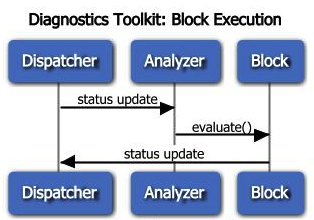 Diagnostics Toolkit: Block Execution
Dispatcher Analyzer Block
status update
evaluate()
status update
Dispatcher Analyzer Block